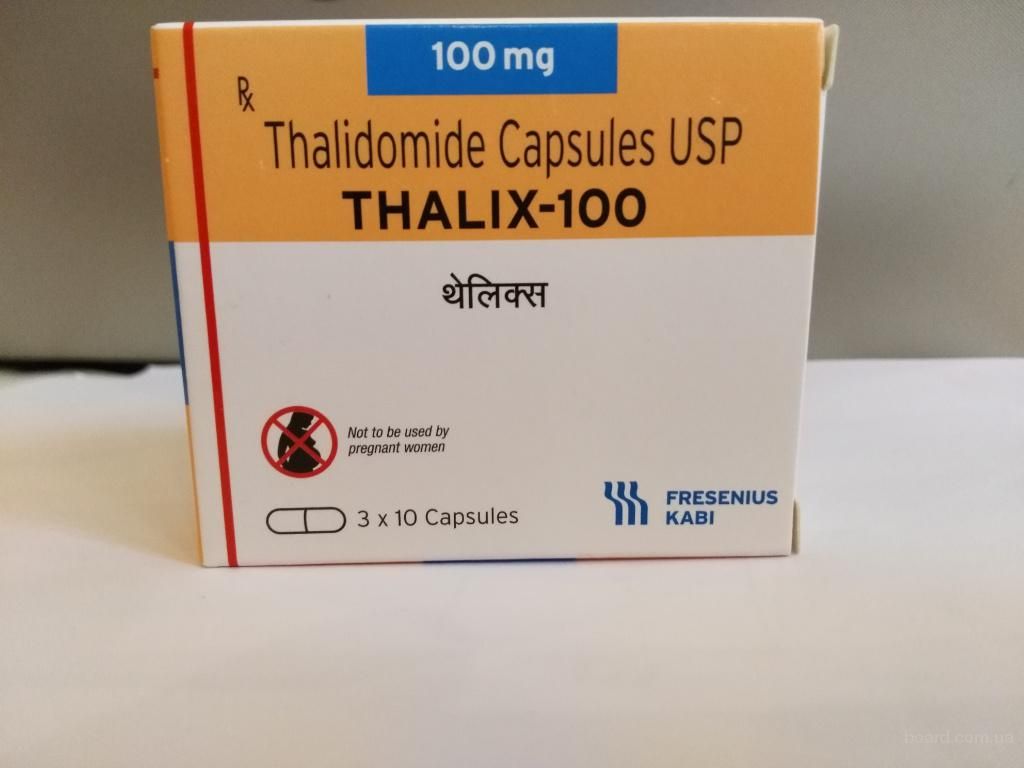 100 mg
Rx
Thalidomide Capsules USP
THALIX-100
थेलिक्स
Not to be used by
pregnant women
3 x 10 Capsules
FRESENIUS
KABI
board.com.ua